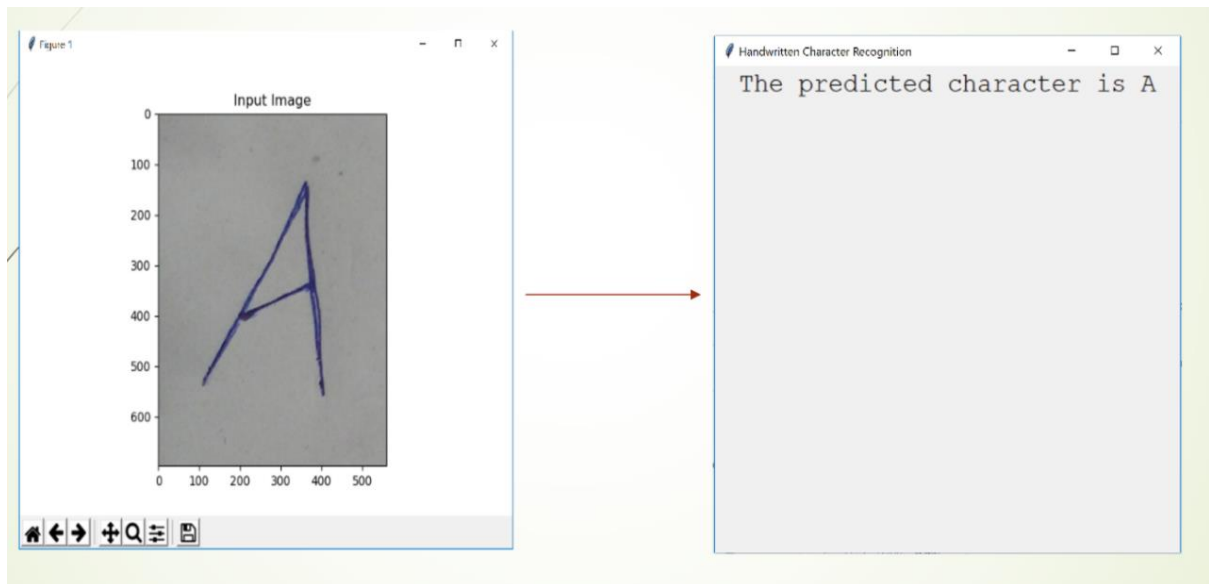 Figure 1
Input Image
0
100
200
300
400
500
600
A
0 100 200 300 400 500
Handwritten Character Recognition
The predicted character is A